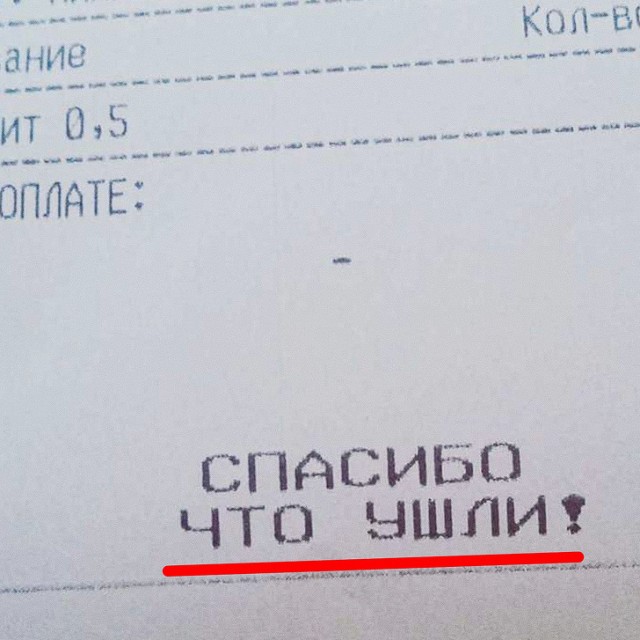 Кол-во
ание
ит 0,5
ОПЛАТЕ:
-
СПАСИБО
ЧТО УШЛИ!